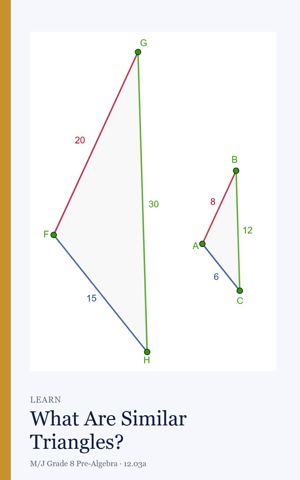 G
20
B
8
30
A
12
F
6
15
C
H
LEARN
What Are Similar
Triangles?
M/J Grade 8 Pre-Algebra · 12.03a